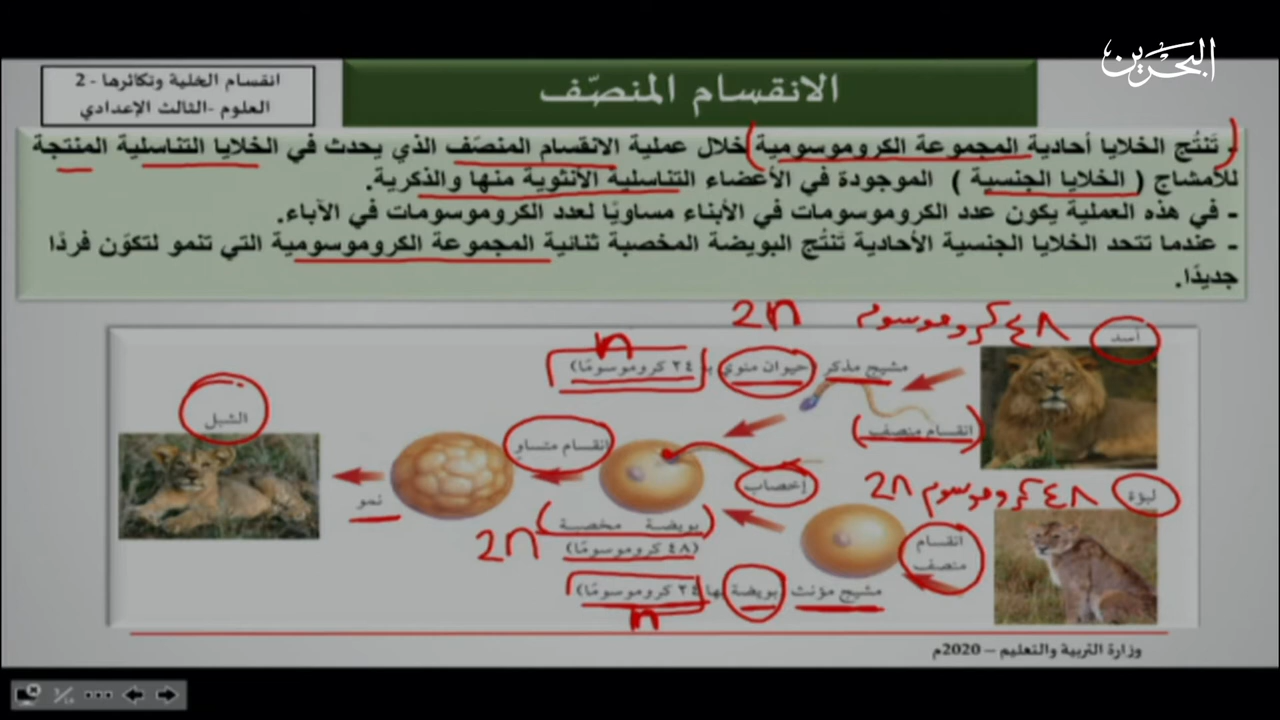 البحرين
انقسام الخلية وتكاثرها - 2
العلوم -الثالث الإعدادي
الانقسام المنصّف
- تَنتُج الخلايا أحادية المجموعة الكروموسومية خلال عملية الانقسام المنصّف الذي يحدث في الخلايا التناسلية المنتجة
للأمشاج ( الخلايا الجنسية ) الموجودة في الأعضاء التناسلية الأنثوية منها والذكرية.
- في هذه العملية يكون عدد الكروموسومات في الأبناء مساويًا لعدد الكروموسومات في الآباء.
- عندما تتحد الخلايا الجنسية الأحادية تَنتُج البويضة المخصبة ثنائية المجموعة الكروموسومية التي تنمو لتكوّن فردًا
جديدًا.
أسد
٤٨ كروموسوم 2n
n
مشيج مذكر (حيوان منوي بـ ٢٤ كروموسومًا)
انقسام منصف
الشبل
انقسام متساوٍ
إخصاب
لبؤة
٤٨ كروموسوم 2n
نمو
بويضة مخصبة
(٤٨ كروموسومًا)
2n
انقسام
منصف
مشيج مؤنث (بويضة بها ٢٤ كروموسومًا)
n
وزارة التربية والتعليم – 2020م